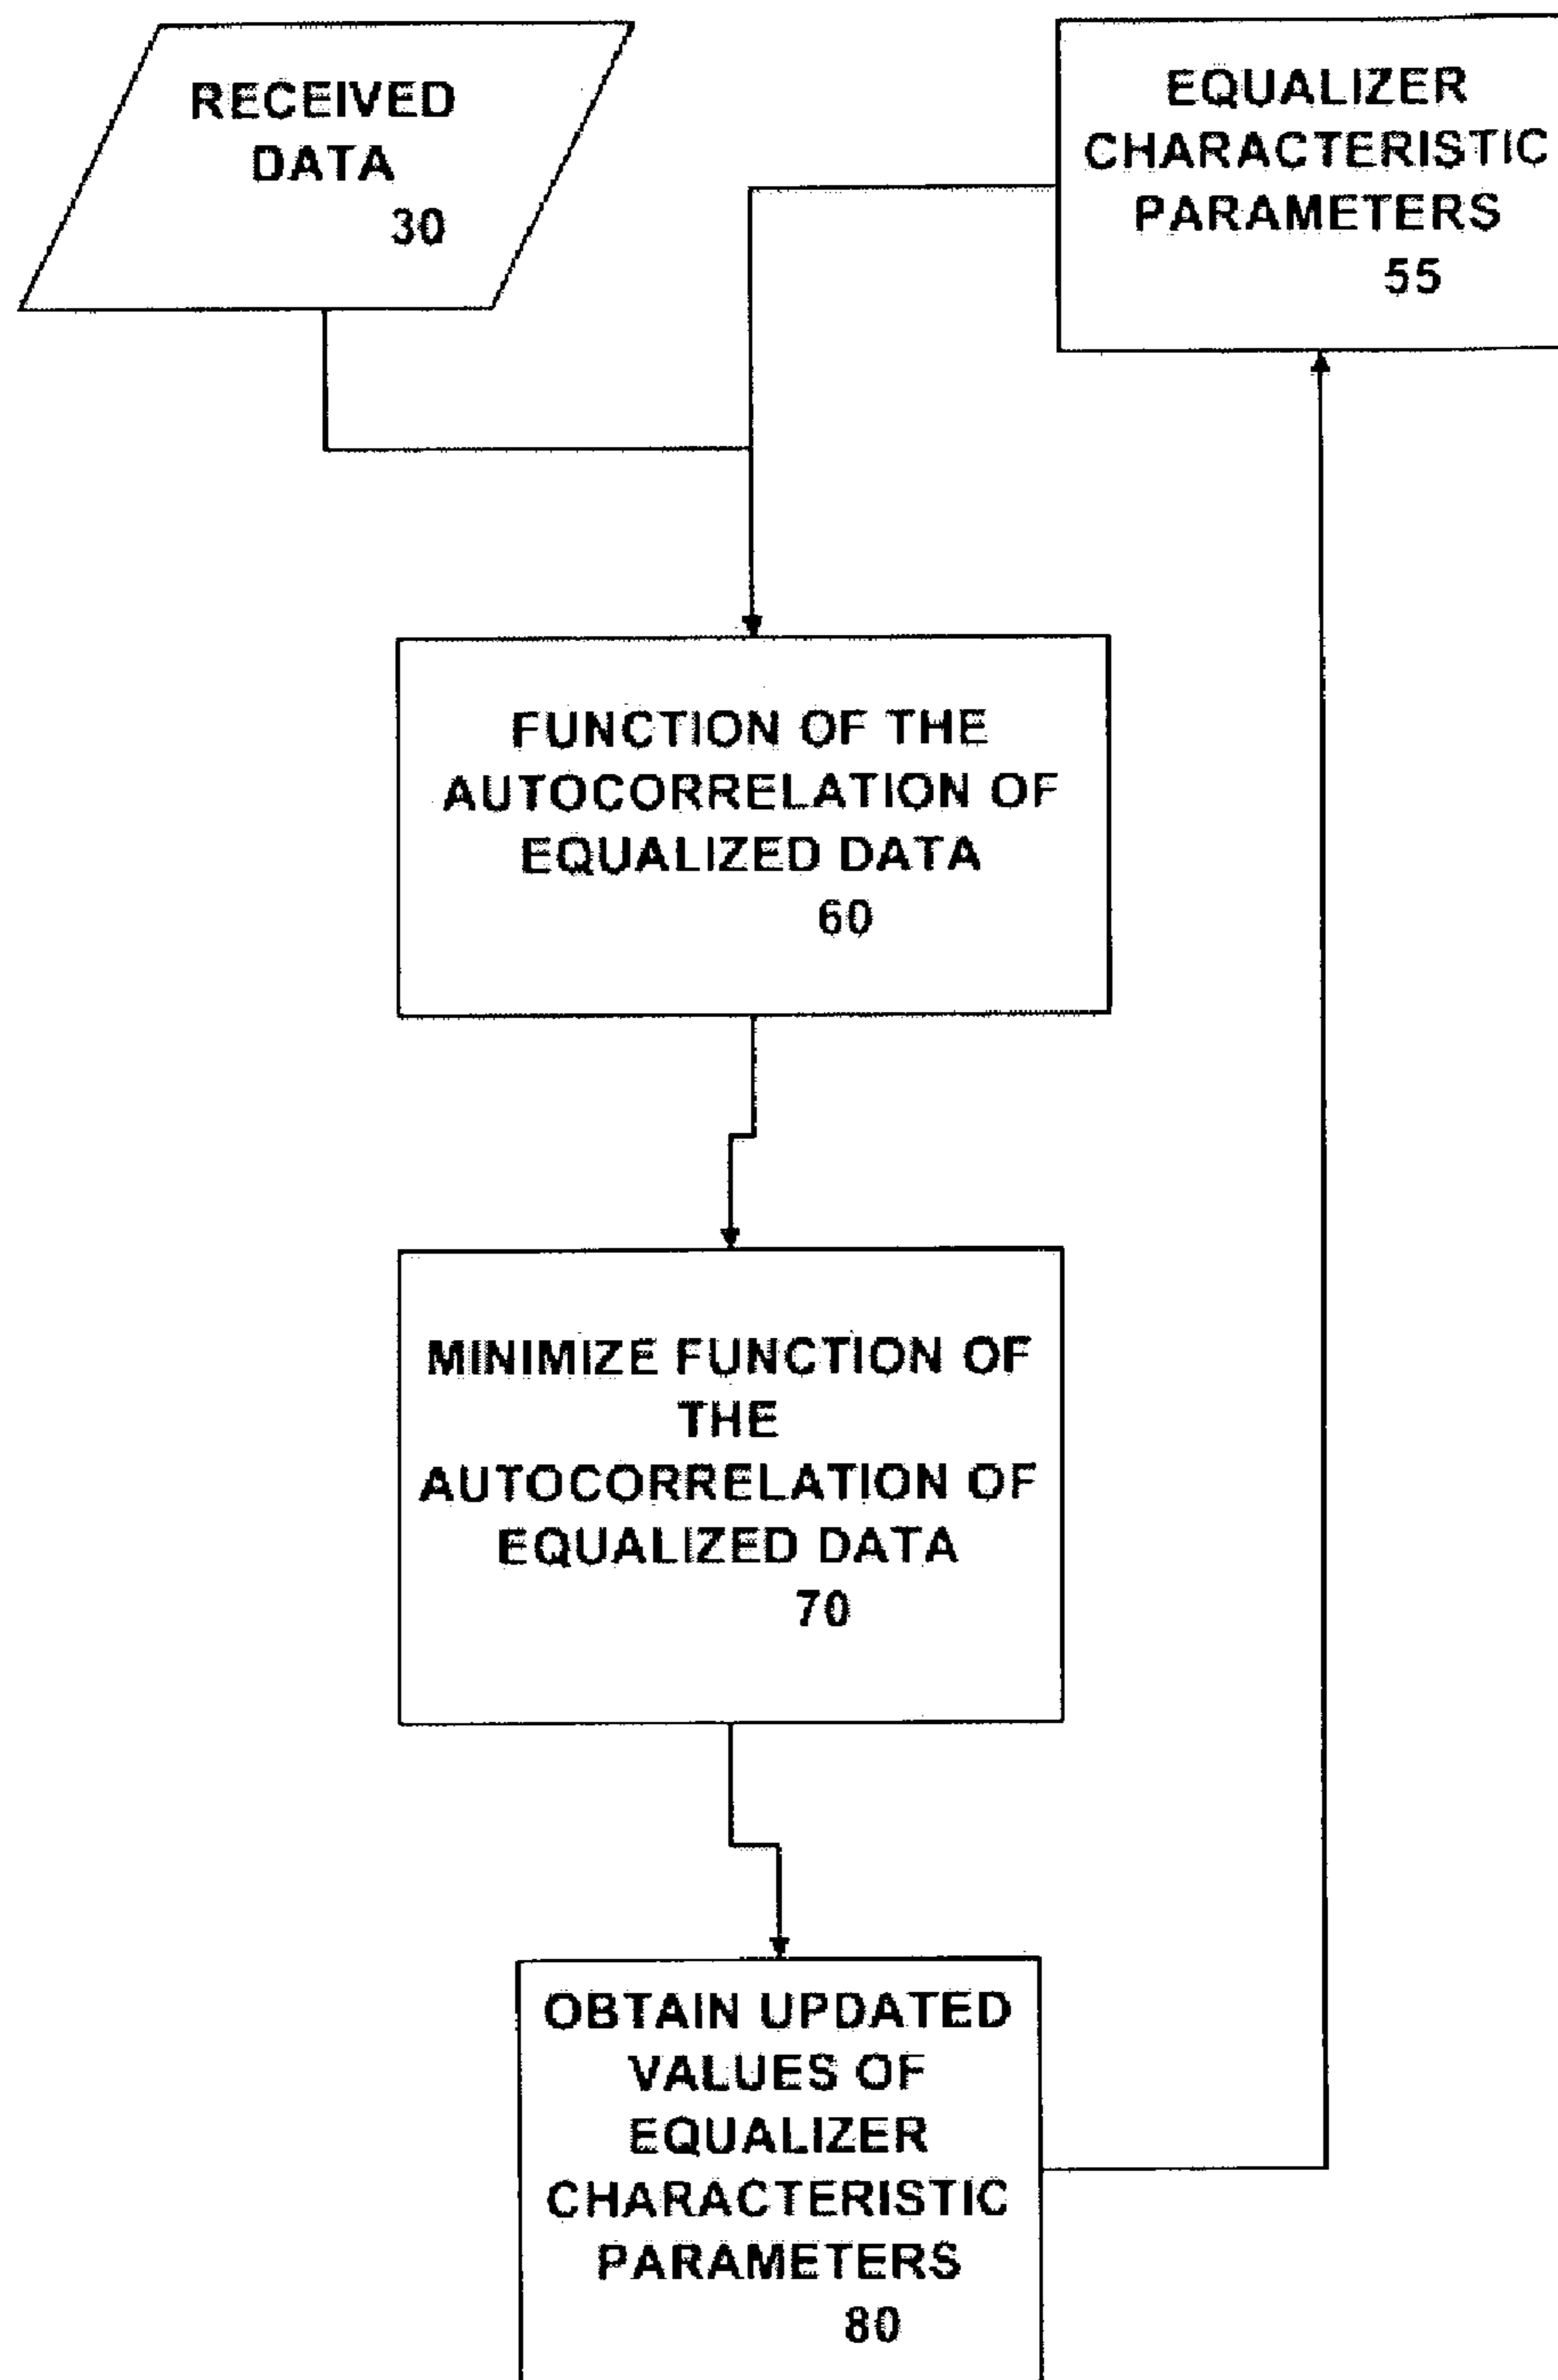 RECEIVED
DATA
30
EQUALIZER
CHARACTERISTIC
PARAMETERS
55
FUNCTION OF THE
AUTOCORRELATION OF
EQUALIZED DATA
60
MINIMIZE FUNCTION OF
THE
AUTOCORRELATION OF
EQUALIZED DATA
70
OBTAIN UPDATED
VALUES OF
EQUALIZER
CHARACTERISTIC
PARAMETERS
80